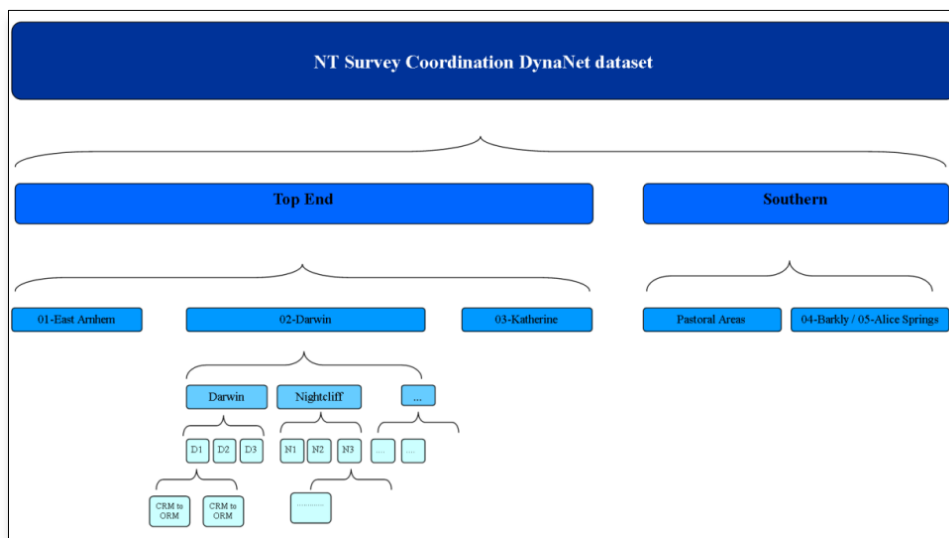 NT Survey Coordination DynaNet dataset
Top End
Southern
01-East Arnhem
02-Darwin
03-Katherine
Pastoral Areas
04-Barkly / 05-Alice Springs
Darwin
Nightcliff
...
D1
D2
D3
N1
N2
N3
....
....
CRM to
ORM
CRM to
ORM
............